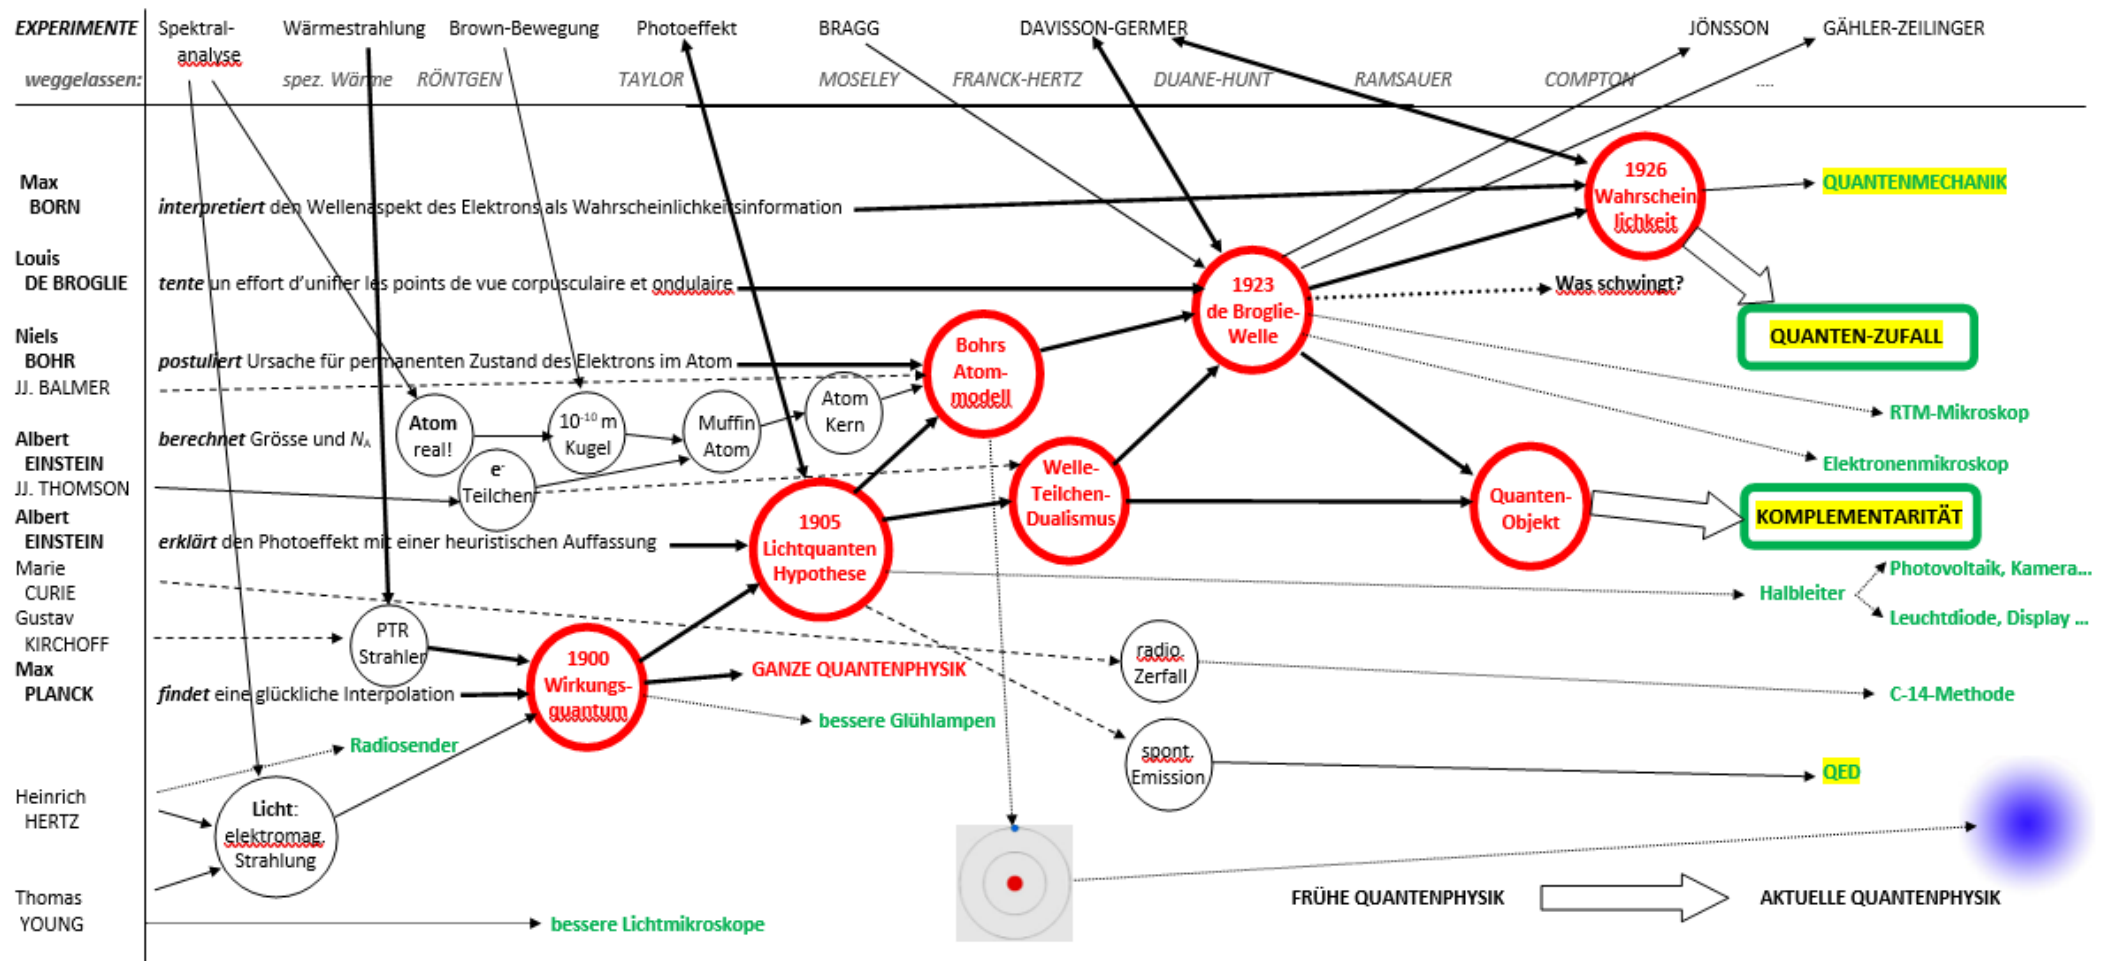 EXPERIMENTE
Spektral-
analyse
Wärmestrahlung
Brown-Bewegung
Photoeffekt
BRAGG
DAVISSON-GERMER
JÖNSSON
GÄHLER-ZEILINGER
weggelassen:
spez. Wärme
RÖNTGEN
TAYLOR
MOSELEY
FRANCK-HERTZ
DUANE-HUNT
RAMSAUER
COMPTON
....
Max
BORN
interpretiert den Wellenaspekt des Elektrons als Wahrscheinlichkeitsinformation
1926
Wahrschein
lichkeit
QUANTENMECHANIK
Louis
DE BROGLIE
tente un effort d’unifier les points de vue corpusculaire et ondulaire
1923
de Broglie-
Welle
Was schwingt?
QUANTEN-ZUFALL
Niels
BOHR
postuliert Ursache für permanenten Zustand des Elektrons im Atom
Bohrs
Atom-
modell
JJ. BALMER
Atom
real!
10⁻¹⁰ m
Kugel
Muffin
Atom
Atom
Kern
RTM-Mikroskop
Albert
EINSTEIN
berechnet Grösse und NA
JJ. THOMSON
e-
Teilchen
Welle-
Teilchen-
Dualismus
Quanten-
Objekt
Elektronenmikroskop
KOMPLEMENTARITÄT
Albert
EINSTEIN
erklärt den Photoeffekt mit einer heuristischen Auffassung
1905
Lichtquanten
Hypothese
Halbleiter
Photovoltaik, Kamera...
Leuchtdiode, Display ...
Marie
CURIE
Gustav
KIRCHOFF
PTR
Strahler
radio.
Zerfall
C-14-Methode
Max
PLANCK
findet eine glückliche Interpolation
1900
Wirkungs-
quantum
GANZE QUANTENPHYSIK
bessere Glühlampen
Radiosender
spont.
Emission
QED
Heinrich
HERTZ
Licht:
elektromag.
Strahlung
Thomas
YOUNG
bessere Lichtmikroskope
FRÜHE QUANTENPHYSIK
AKTUELLE QUANTENPHYSIK